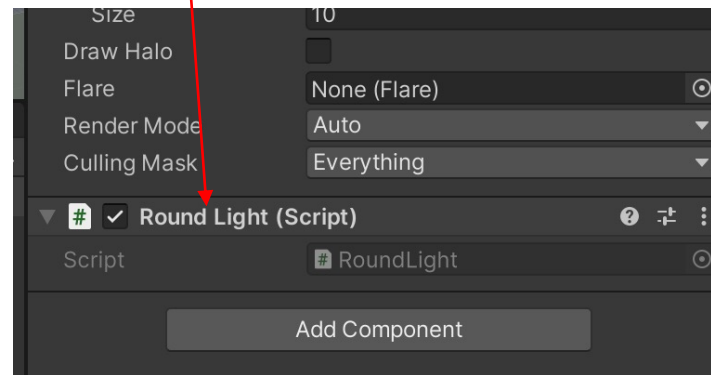 Size 10
Draw Halo
Flare None (Flare)
Render Mode Auto
Culling Mask Everything
# Round Light (Script) ?
Script # RoundLight
Add Component